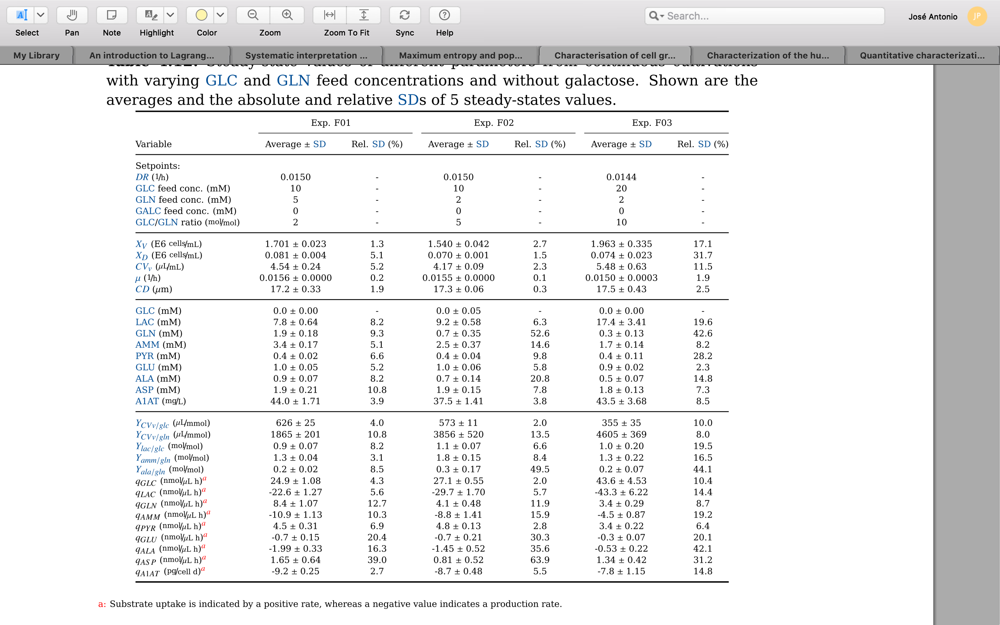 Select Pan Note Highlight Color Zoom Zoom To Fit Sync Help Search... José Antonio JP
My Library An introduction to Lagrang... Systematic interpretation ... Maximum entropy and pop... Characterisation of cell gr... Characterization of the hu... Quantitative characterizati...
Steady-state values of different parameters from continuous cultivations
with varying GLC and GLN feed concentrations and without galactose. Shown are the
averages and the absolute and relative SDs of 5 steady-states values.
Exp. F01 Exp. F02 Exp. F03
Variable Average ± SD Rel. SD (%) Average ± SD Rel. SD (%) Average ± SD Rel. SD (%)
Setpoints:
DR (1/h) 0.0150 - 0.0150 - 0.0144 -
GLC feed conc. (mM) 10 - 10 - 20 -
GLN feed conc. (mM) 5 - 2 - 2 -
GALC feed conc. (mM) 0 - 0 - 0 -
GLC/GLN ratio (mol/mol) 2 - 5 - 10 -
XV (E6 cells/mL) 1.701 ± 0.023 1.3 1.540 ± 0.042 2.7 1.963 ± 0.335 17.1
XD (E6 cells/mL) 0.081 ± 0.004 5.1 0.070 ± 0.001 1.5 0.074 ± 0.023 31.7
CVv (μL/mL) 4.54 ± 0.24 5.2 4.17 ± 0.09 2.3 5.48 ± 0.63 11.5
μ (1/h) 0.0156 ± 0.0000 0.2 0.0155 ± 0.0000 0.1 0.0150 ± 0.0003 1.9
CD (μm) 17.2 ± 0.33 1.9 17.3 ± 0.06 0.3 17.5 ± 0.43 2.5
GLC (mM) 0.0 ± 0.00 - 0.0 ± 0.05 - 0.0 ± 0.00 -
LAC (mM) 7.8 ± 0.64 8.2 9.2 ± 0.58 6.3 17.4 ± 3.41 19.6
GLN (mM) 1.9 ± 0.18 9.3 0.7 ± 0.35 52.6 0.3 ± 0.13 42.6
AMM (mM) 3.4 ± 0.17 5.1 2.5 ± 0.37 14.6 1.7 ± 0.14 8.2
PYR (mM) 0.4 ± 0.02 6.6 0.4 ± 0.04 9.8 0.4 ± 0.11 28.2
GLU (mM) 1.0 ± 0.05 5.2 1.0 ± 0.06 5.8 0.9 ± 0.02 2.3
ALA (mM) 0.9 ± 0.07 8.2 0.7 ± 0.14 20.8 0.5 ± 0.07 14.8
ASP (mM) 1.9 ± 0.21 10.8 1.9 ± 0.15 7.8 1.8 ± 0.13 7.3
A1AT (mg/L) 44.0 ± 1.71 3.9 37.5 ± 1.41 3.8 43.5 ± 3.68 8.5
YCVv/glc (μL/mmol) 626 ± 25 4.0 573 ± 11 2.0 355 ± 35 10.0
YCVv/gln (μL/mmol) 1865 ± 201 10.8 3856 ± 520 13.5 4605 ± 369 8.0
Ylac/glc (mol/mol) 0.9 ± 0.07 8.2 1.1 ± 0.07 6.6 1.0 ± 0.20 19.5
Yamm/gln (mol/mol) 1.3 ± 0.04 3.1 1.8 ± 0.15 8.4 1.3 ± 0.22 16.5
Yala/gln (mol/mol) 0.2 ± 0.02 8.5 0.3 ± 0.17 49.5 0.2 ± 0.07 44.1
qGLC (nmol/μL h)a 24.9 ± 1.08 4.3 27.1 ± 0.55 2.0 43.6 ± 4.53 10.4
qLAC (nmol/μL h)a -22.6 ± 1.27 5.6 -29.7 ± 1.70 5.7 -43.3 ± 6.22 14.4
qGLN (nmol/μL h)a 8.4 ± 1.07 12.7 4.1 ± 0.48 11.9 3.4 ± 0.29 8.7
qAMM (nmol/μL h)a -10.9 ± 1.13 10.3 -8.8 ± 1.41 15.9 -4.5 ± 0.87 19.2
qPYR (nmol/μL h)a 4.5 ± 0.31 6.9 4.8 ± 0.13 2.8 3.4 ± 0.22 6.4
qGLU (nmol/μL h)a -0.7 ± 0.15 20.4 -0.7 ± 0.21 30.3 -0.3 ± 0.07 20.1
qALA (nmol/μL h)a -1.99 ± 0.33 16.3 -1.45 ± 0.52 35.6 -0.53 ± 0.22 42.1
qASP (nmol/μL h)a 1.65 ± 0.64 39.0 0.81 ± 0.52 63.9 1.34 ± 0.42 31.2
qA1AT (pg/cell d)a -9.2 ± 0.25 2.7 -8.7 ± 0.48 5.5 -7.8 ± 1.15 14.8
a: Substrate uptake is indicated by a positive rate, whereas a negative value indicates a production rate.